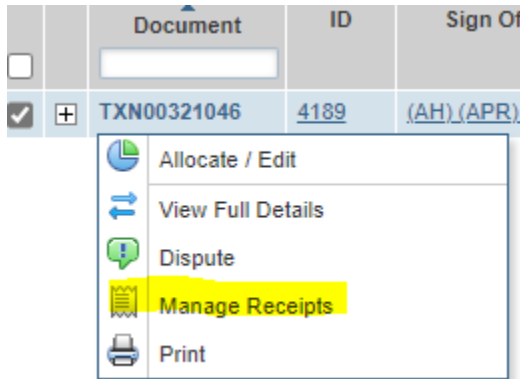 Document ID Sign Of
TXN00321046 4189 (AH) (APR)
Allocate / Edit
View Full Details
Dispute
Manage Receipts
Print